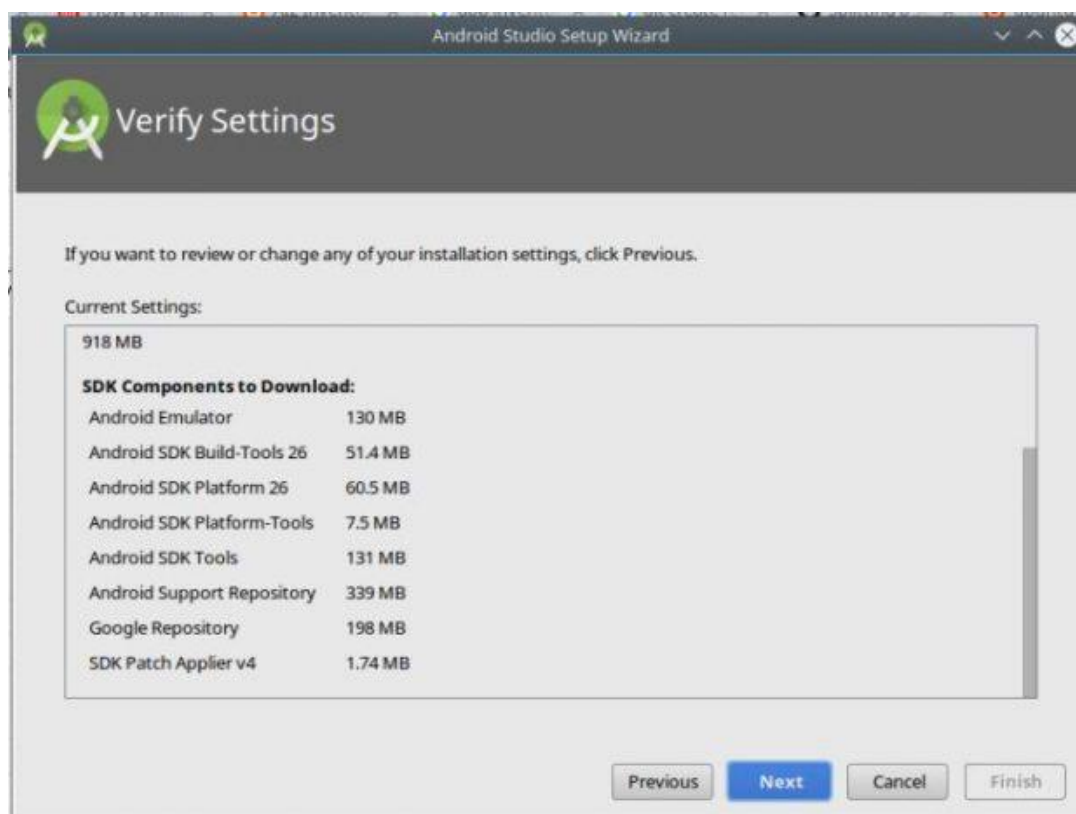 Android Studio Setup Wizard
Verify Settings
If you want to review or change any of your installation settings, click Previous.
Current Settings:
918 MB
SDK Components to Download:
Android Emulator 130 MB
Android SDK Build-Tools 26 51.4 MB
Android SDK Platform 26 60.5 MB
Android SDK Platform-Tools 7.5 MB
Android SDK Tools 131 MB
Android Support Repository 339 MB
Google Repository 198 MB
SDK Patch Applier v4 1.74 MB
Previous Next Cancel Finish